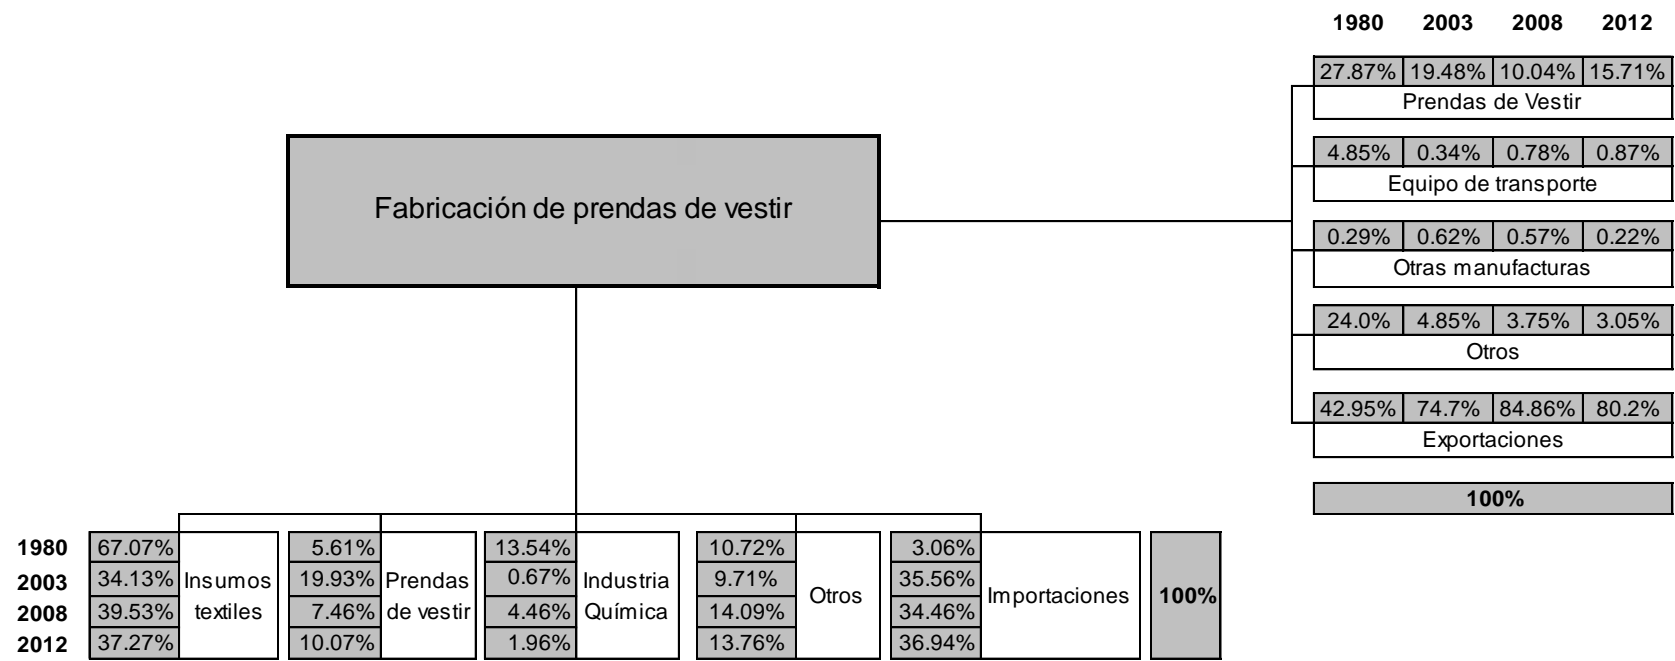 1980 2003 2008 2012
27.87% 19.48% 10.04% 15.71%
Prendas de Vestir
4.85% 0.34% 0.78% 0.87%
Equipo de transporte
0.29% 0.62% 0.57% 0.22%
Otras manufacturas
24.0% 4.85% 3.75% 3.05%
Otros
42.95% 74.7% 84.86% 80.2%
Exportaciones
100%
Fabricación de prendas de vestir
1980 67.07% 5.61% 13.54% 10.72% 3.06%
2003 34.13% Insumos 19.93% Prendas 0.67% Industria 9.71% Otros 35.56% Importaciones 100%
2008 39.53% textiles 7.46% de vestir 4.46% Química 14.09% 34.46%
2012 37.27% 10.07% 1.96% 13.76% 36.94%